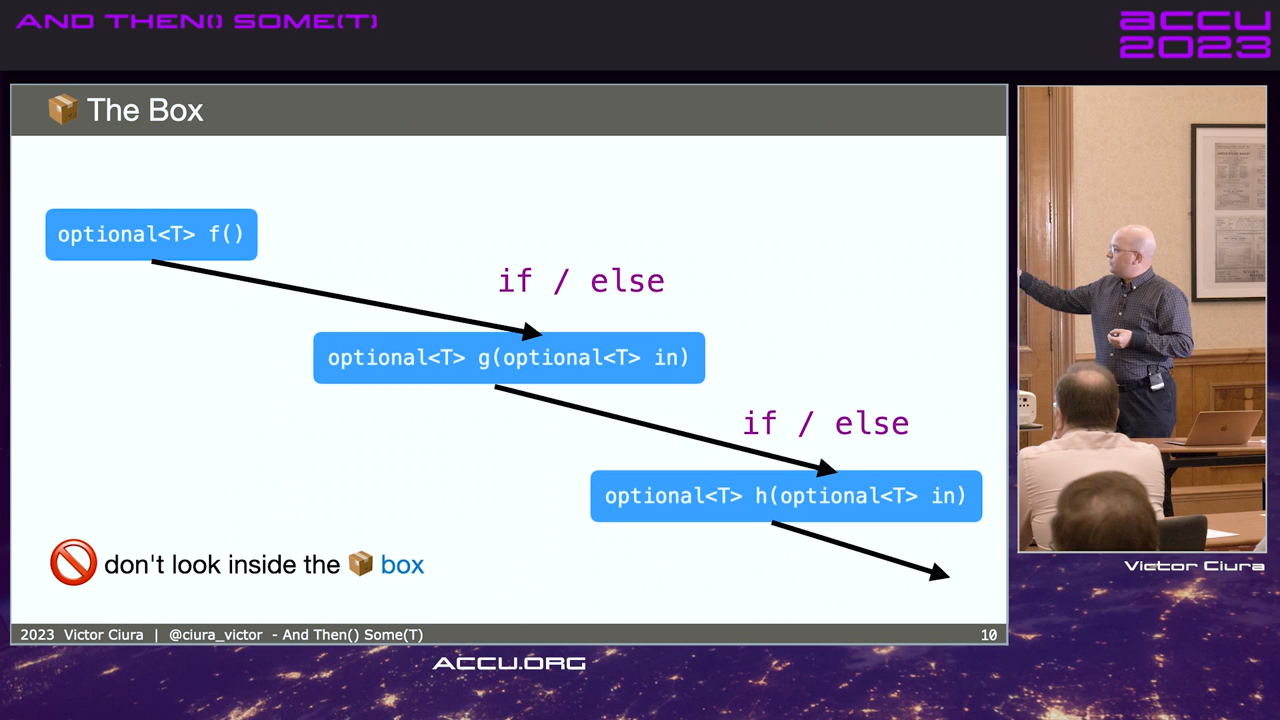 AND THEN() SOME(T)
ACCU
2023
The Box
optional<T> f()
if / else
optional<T> g(optional<T> in)
if / else
optional<T> h(optional<T> in)
don't look inside the box
Victor Ciura
2023 Victor Ciura | @ciura_victor - And Then() Some(T)
10
ACCU.ORG